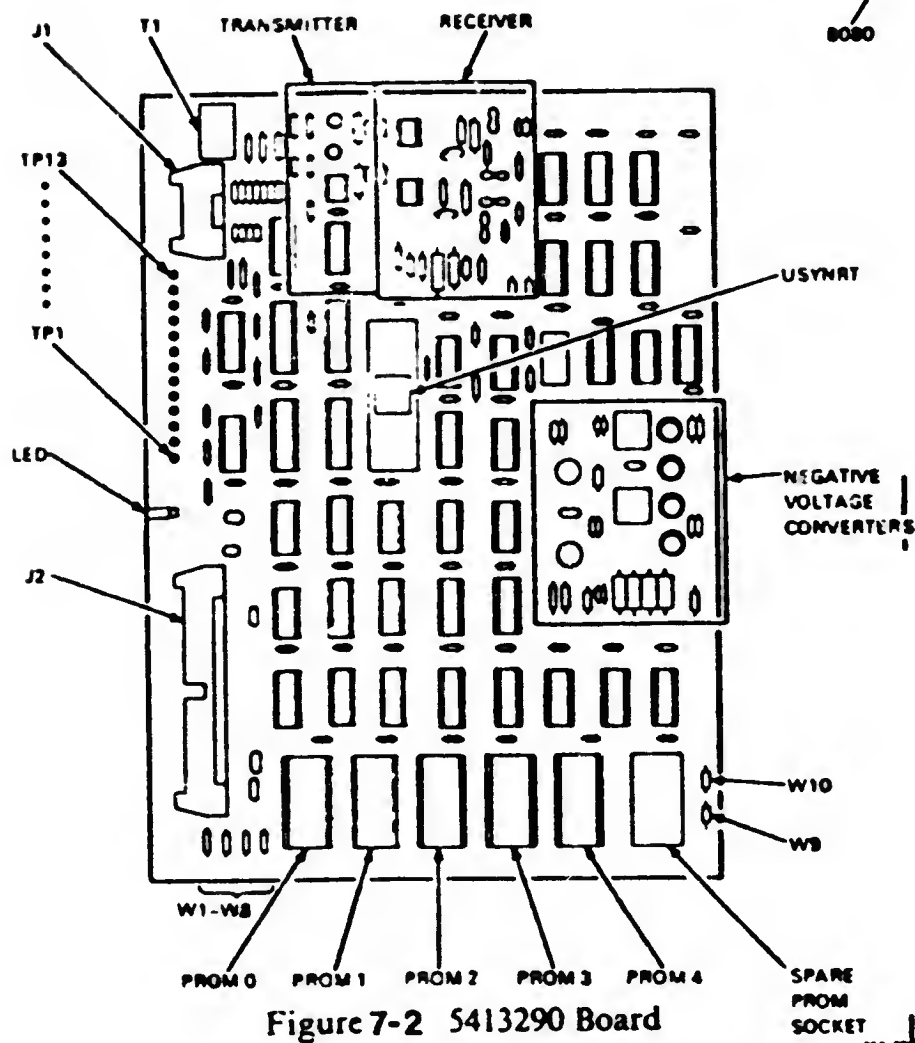 J1
T1
TRANSMITTER
RECEIVER
8080
TP13
USYNRT
TP1
LED
NEGATIVE
VOLTAGE
CONVERTERS
J2
W10
W9
W1-W8
PROM 0
PROM 1
PROM 2
PROM 3
PROM 4
SPARE
PROM
SOCKET
Figure 7-2 5413290 Board